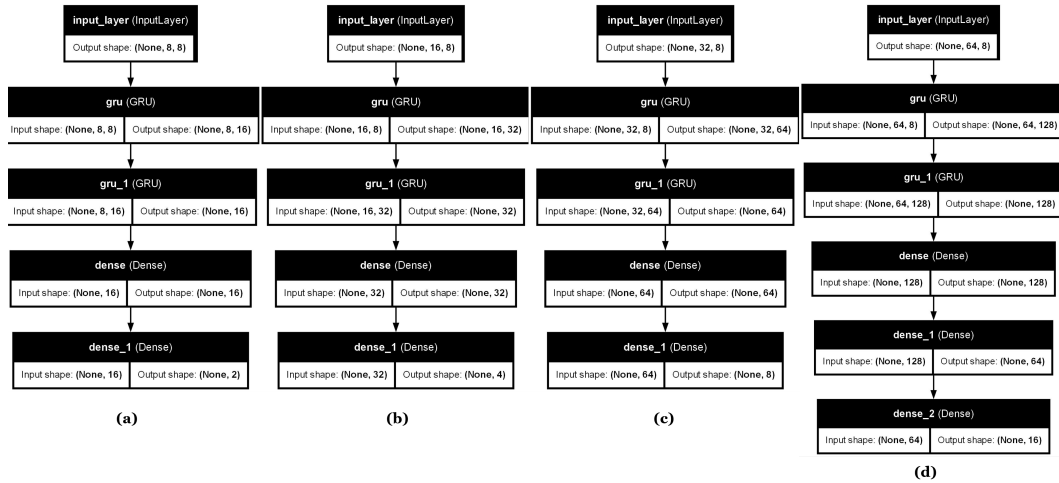 input_layer (InputLayer)
Output shape: (None, 8, 8)
gru (GRU)
Input shape: (None, 8, 8) Output shape: (None, 8, 16)
gru_1 (GRU)
Input shape: (None, 8, 16) Output shape: (None, 16)
dense (Dense)
Input shape: (None, 16) Output shape: (None, 16)
dense_1 (Dense)
Input shape: (None, 16) Output shape: (None, 2)
(a)
input_layer (InputLayer)
Output shape: (None, 16, 8)
gru (GRU)
Input shape: (None, 16, 8) Output shape: (None, 16, 32)
gru_1 (GRU)
Input shape: (None, 16, 32) Output shape: (None, 32)
dense (Dense)
Input shape: (None, 32) Output shape: (None, 32)
dense_1 (Dense)
Input shape: (None, 32) Output shape: (None, 4)
(b)
input_layer (InputLayer)
Output shape: (None, 32, 8)
gru (GRU)
Input shape: (None, 32, 8) Output shape: (None, 32, 64)
gru_1 (GRU)
Input shape: (None, 32, 64) Output shape: (None, 64)
dense (Dense)
Input shape: (None, 64) Output shape: (None, 64)
dense_1 (Dense)
Input shape: (None, 64) Output shape: (None, 8)
(c)
input_layer (InputLayer)
Output shape: (None, 64, 8)
gru (GRU)
Input shape: (None, 64, 8) Output shape: (None, 64, 128)
gru_1 (GRU)
Input shape: (None, 64, 128) Output shape: (None, 128)
dense (Dense)
Input shape: (None, 128) Output shape: (None, 128)
dense_1 (Dense)
Input shape: (None, 128) Output shape: (None, 64)
dense_2 (Dense)
Input shape: (None, 64) Output shape: (None, 16)
(d)